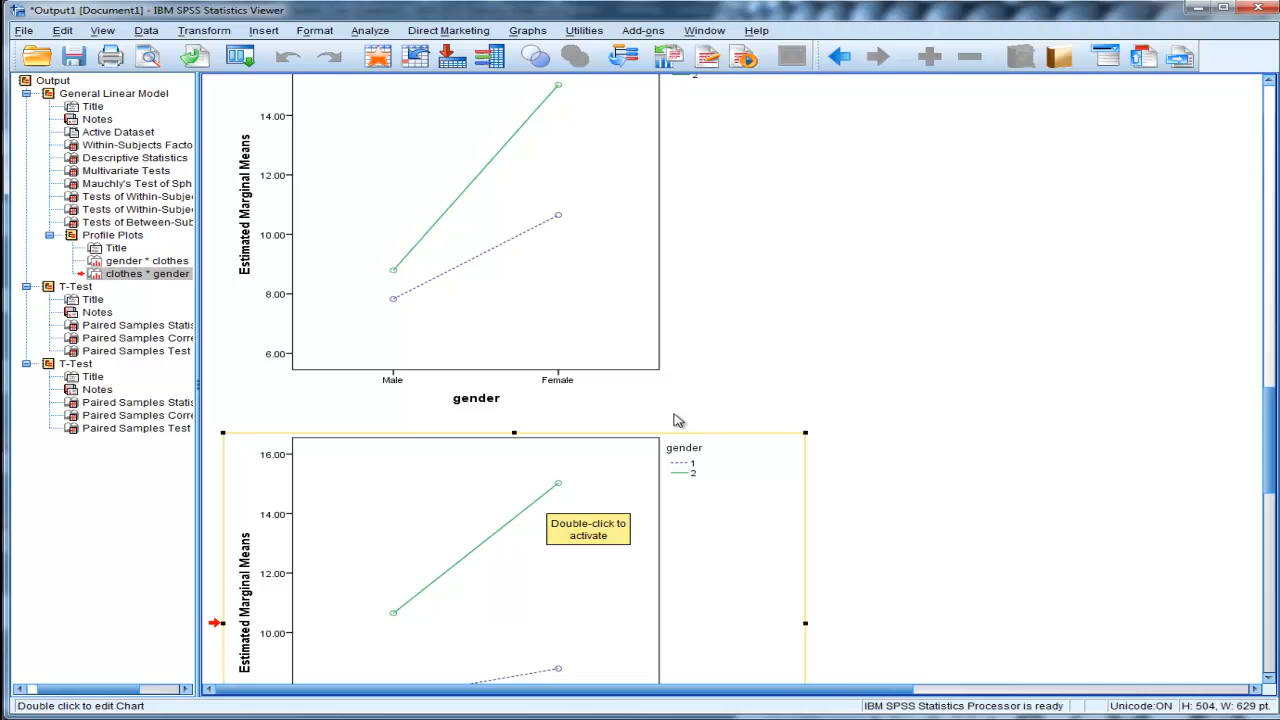 *Output1 [Document1] - IBM SPSS Statistics Viewer
File Edit View Data Transform Insert Format Analyze Direct Marketing Graphs Utilities Add-ons Window Help
Output
General Linear Model
Title
Notes
Active Dataset
Within-Subjects Facto
Descriptive Statistics
Multivariate Tests
Mauchly's Test of Sph
Tests of Within-Subje
Tests of Within-Subje
Tests of Between-Sub
Profile Plots
Title
gender * clothes
clothes * gender
T-Test
Title
Notes
Paired Samples Statis
Paired Samples Corre
Paired Samples Test
T-Test
Title
Notes
Paired Samples Statis
Paired Samples Corre
Paired Samples Test
2
14.00
12.00
10.00
8.00
6.00
Estimated Marginal Means
Male Female
gender
16.00
14.00
12.00
10.00
Estimated Marginal Means
gender
1
2
Double-click to
activate
Double click to edit Chart IBM SPSS Statistics Processor is ready Unicode:ON H: 504, W: 629 pt.